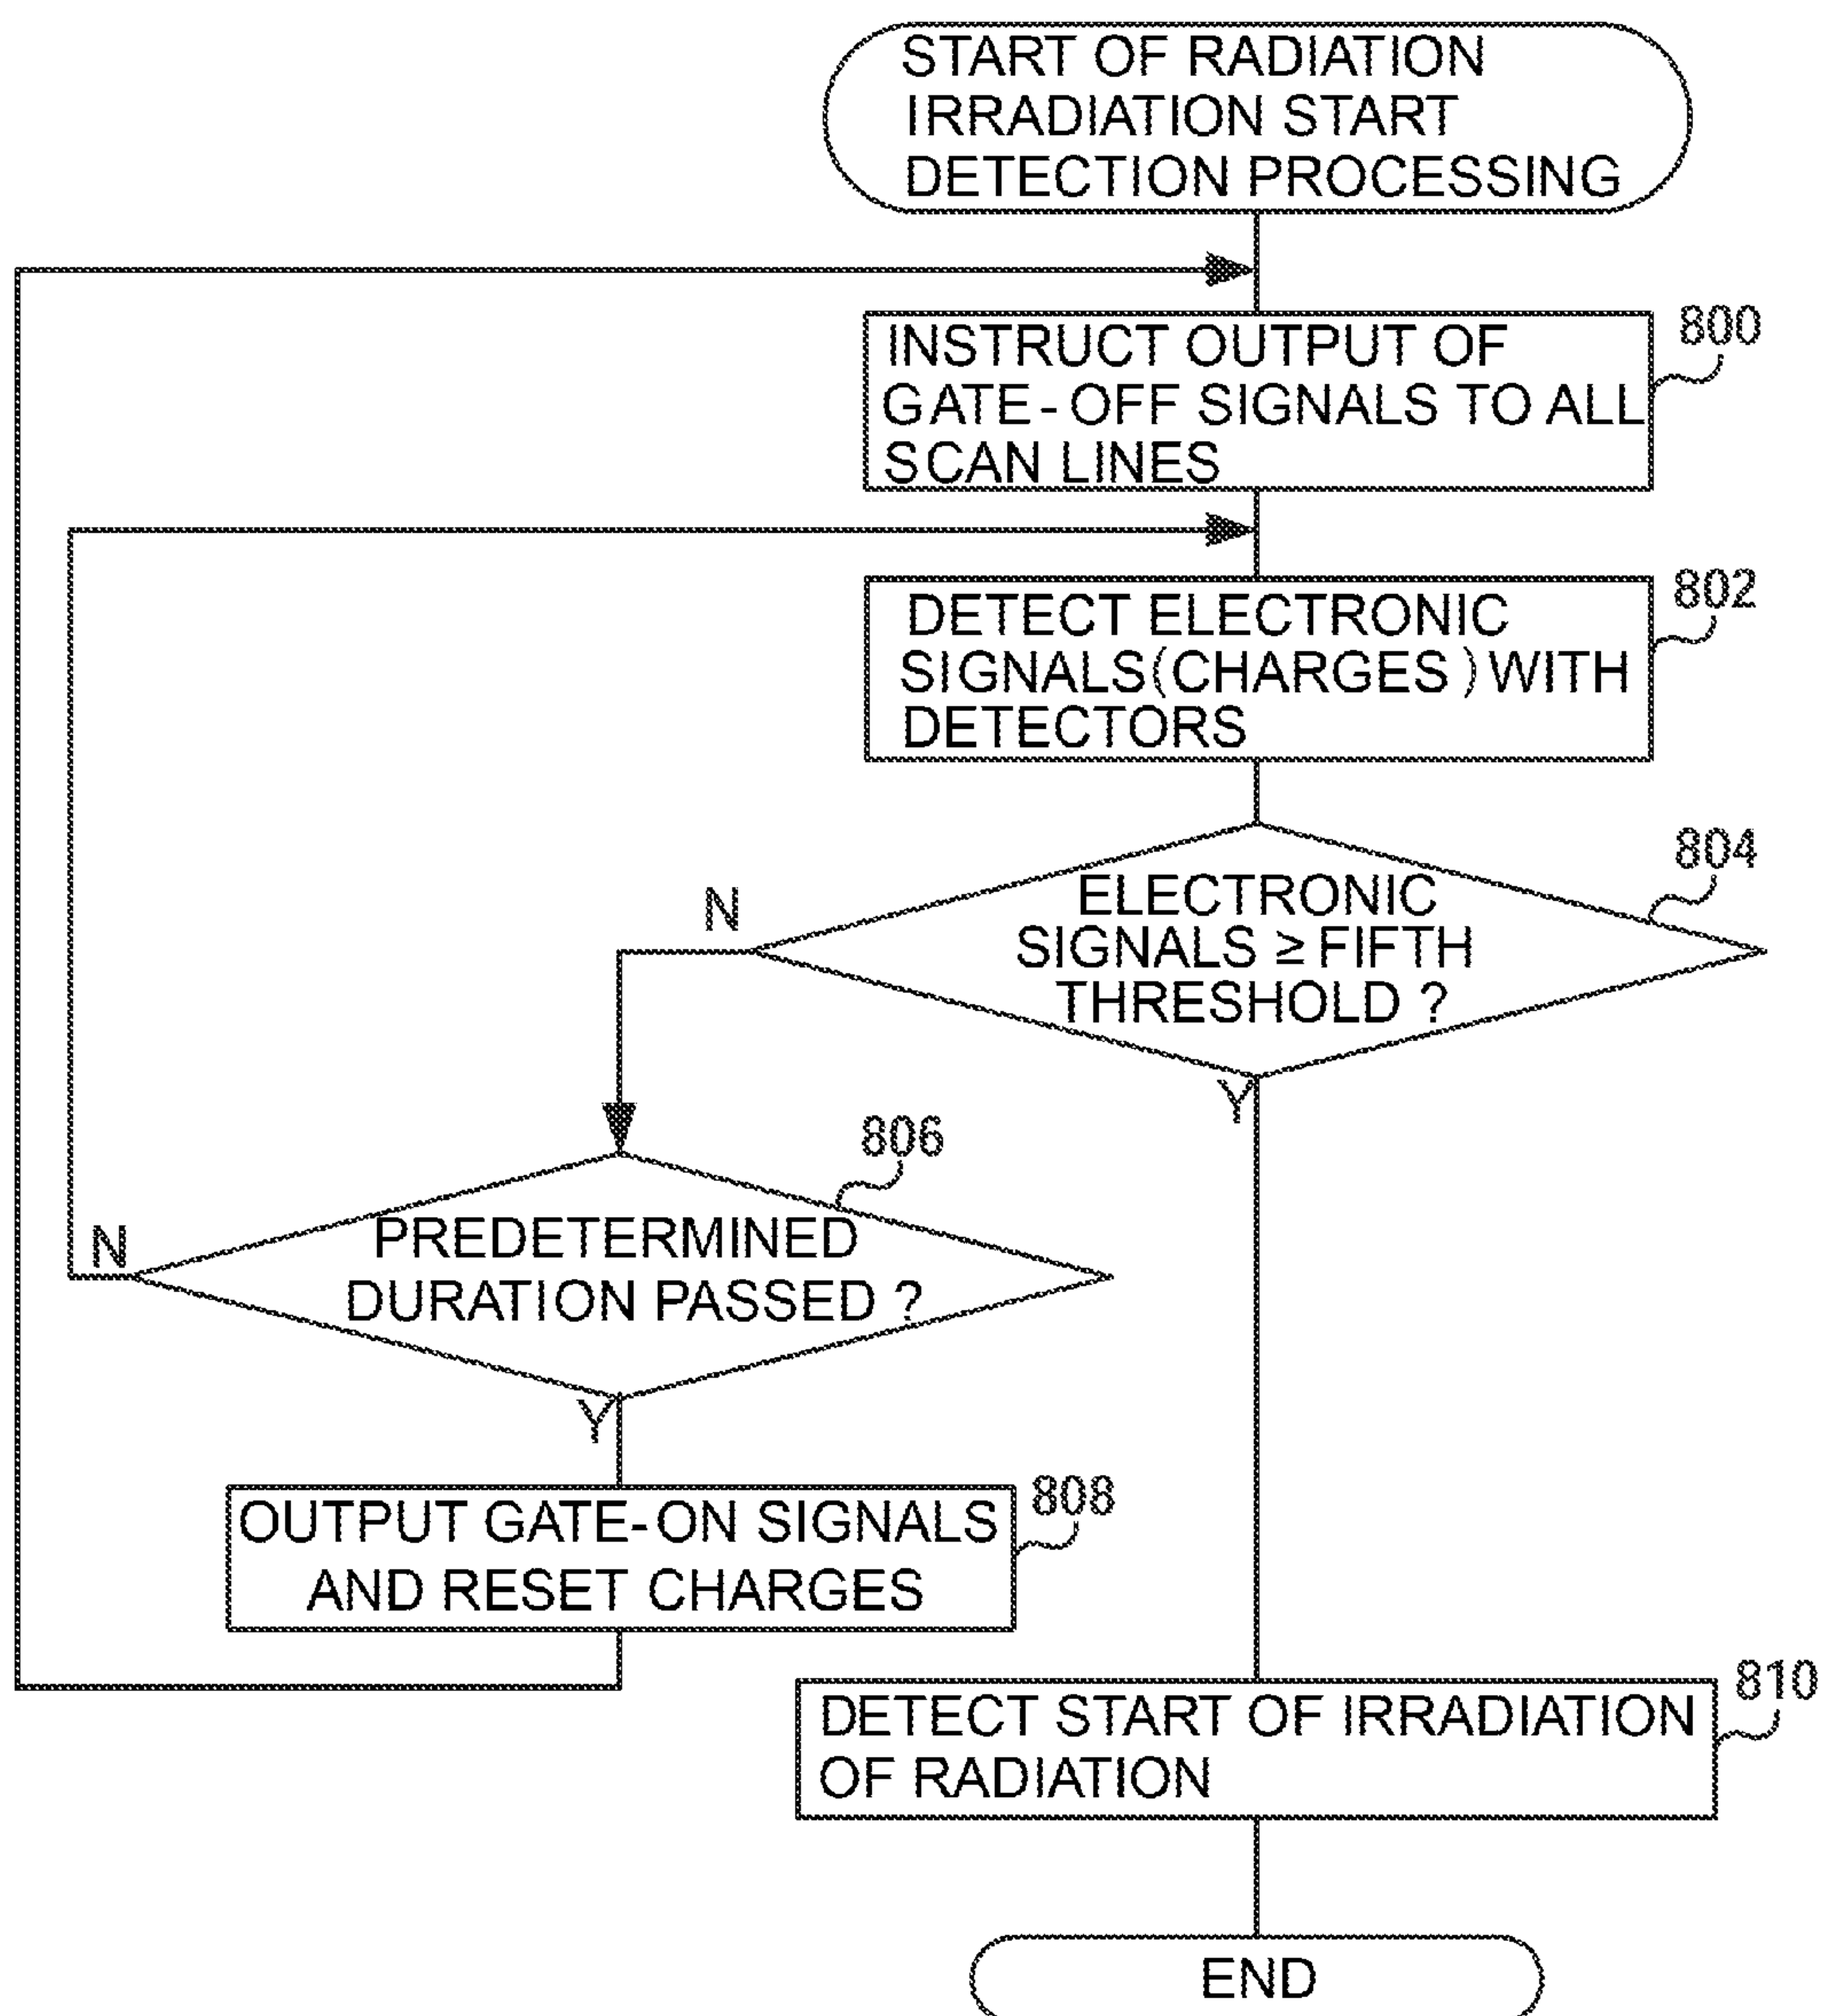 START OF RADIATION
IRRADIATION START
DETECTION PROCESSING
800
INSTRUCT OUTPUT OF
GATE-OFF SIGNALS TO ALL
SCAN LINES
802
DETECT ELECTRONIC
SIGNALS(CHARGES) WITH
DETECTORS
804
ELECTRONIC
SIGNALS ≥ FIFTH
THRESHOLD ?
N
Y
806
PREDETERMINED
DURATION PASSED ?
N
Y
808
OUTPUT GATE-ON SIGNALS
AND RESET CHARGES
810
DETECT START OF IRRADIATION
OF RADIATION
END